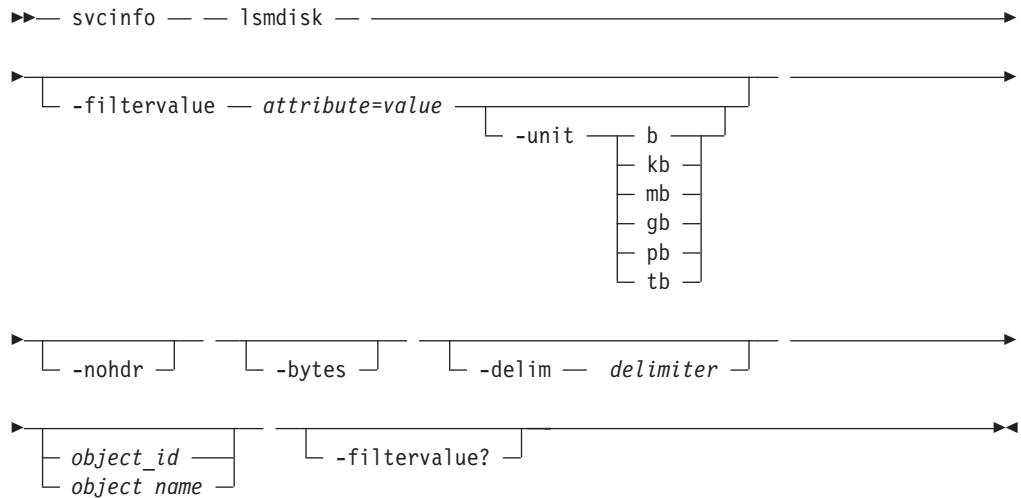 svcinfo lsmdisk
-filtervalue attribute=value
-unit b
kb
mb
gb
pb
tb
-nohdr -bytes -delim delimiter
object_id -filtervalue?
object name